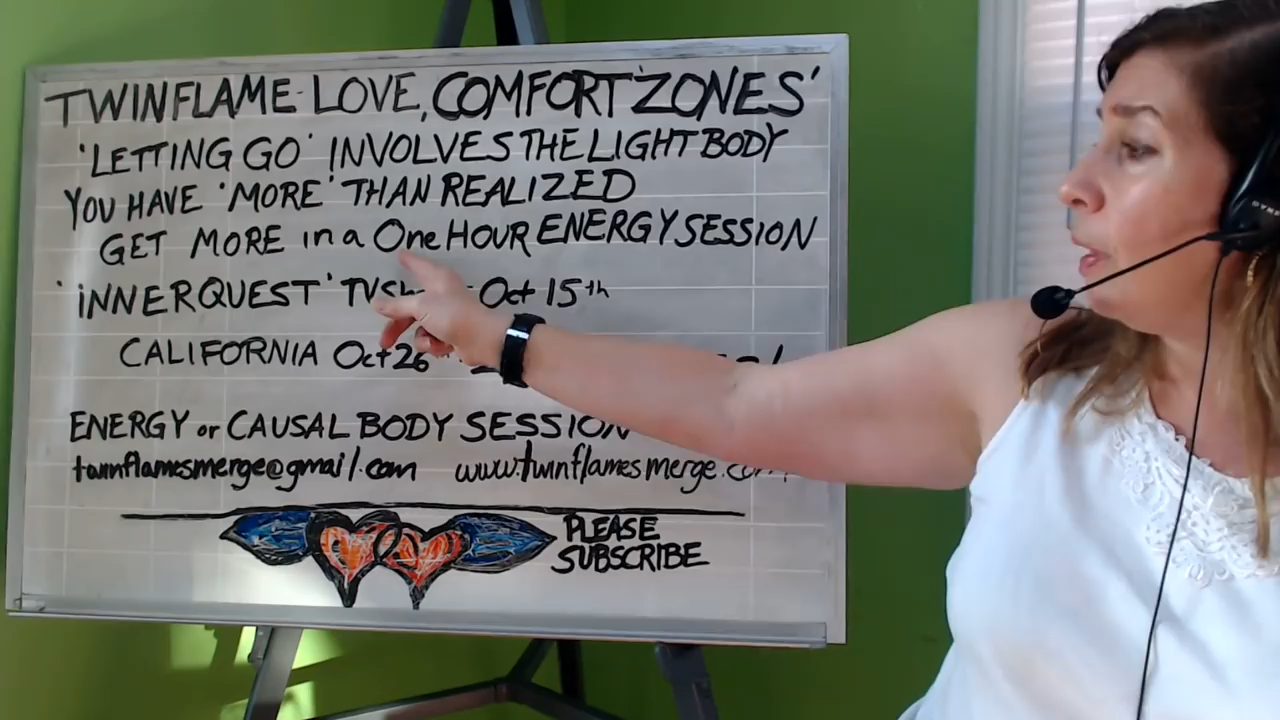 TWINFLAME-LOVE, COMFORT 'ZONES'
'LETTING GO' INVOLVES THE LIGHT BODY
YOU HAVE 'MORE' THAN REALIZED
GET MORE in a One HOUR ENERGY SESSION
'INNERQUEST' TV Oct 15th
CALIFORNIA Oct 26
ENERGY or CAUSAL BODY SESSION
twinflamesmerge@gmail.com www.twinflamesmerge.com
PLEASE
SUBSCRIBE